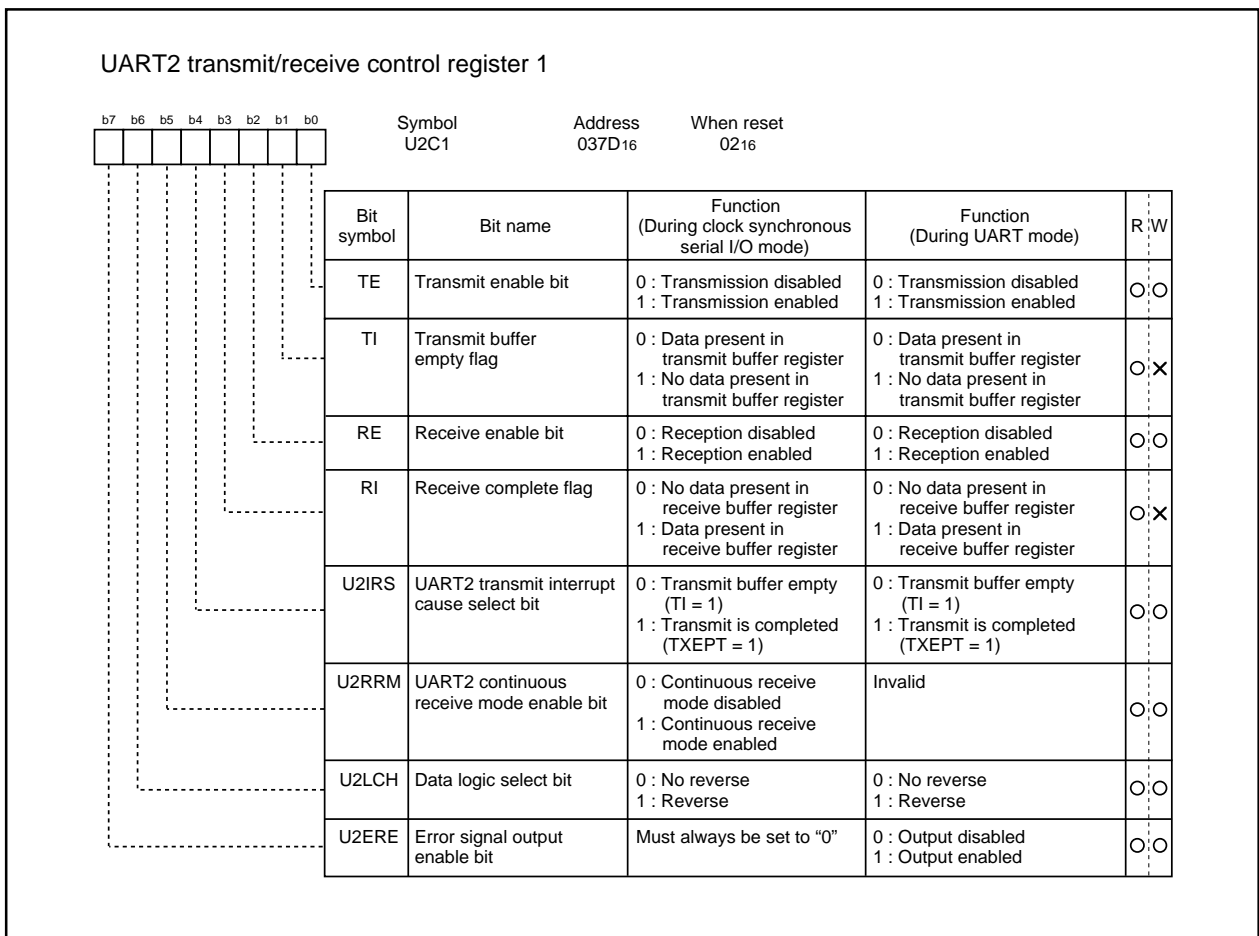 UART2 transmit/receive control register 1
b7 b6 b5 b4 b3 b2 b1 b0
Symbol Address When reset
U2C1 037D16 0216
Bit symbol
Bit name
Function
(During clock synchronous
serial I/O mode)
Function
(During UART mode)
R W
TE
Transmit enable bit
0 : Transmission disabled
1 : Transmission enabled
0 : Transmission disabled
1 : Transmission enabled
TI
Transmit buffer
empty flag
0 : Data present in
transmit buffer register
1 : No data present in
transmit buffer register
0 : Data present in
transmit buffer register
1 : No data present in
transmit buffer register
RE
Receive enable bit
0 : Reception disabled
1 : Reception enabled
0 : Reception disabled
1 : Reception enabled
RI
Receive complete flag
0 : No data present in
receive buffer register
1 : Data present in
receive buffer register
0 : No data present in
receive buffer register
1 : Data present in
receive buffer register
U2IRS
UART2 transmit interrupt
cause select bit
0 : Transmit buffer empty
(TI = 1)
1 : Transmit is completed
(TXEPT = 1)
0 : Transmit buffer empty
(TI = 1)
1 : Transmit is completed
(TXEPT = 1)
U2RRM
UART2 continuous
receive mode enable bit
0 : Continuous receive
mode disabled
1 : Continuous receive
mode enabled
Invalid
U2LCH
Data logic select bit
0 : No reverse
1 : Reverse
0 : No reverse
1 : Reverse
U2ERE
Error signal output
enable bit
Must always be set to “0”
0 : Output disabled
1 : Output enabled